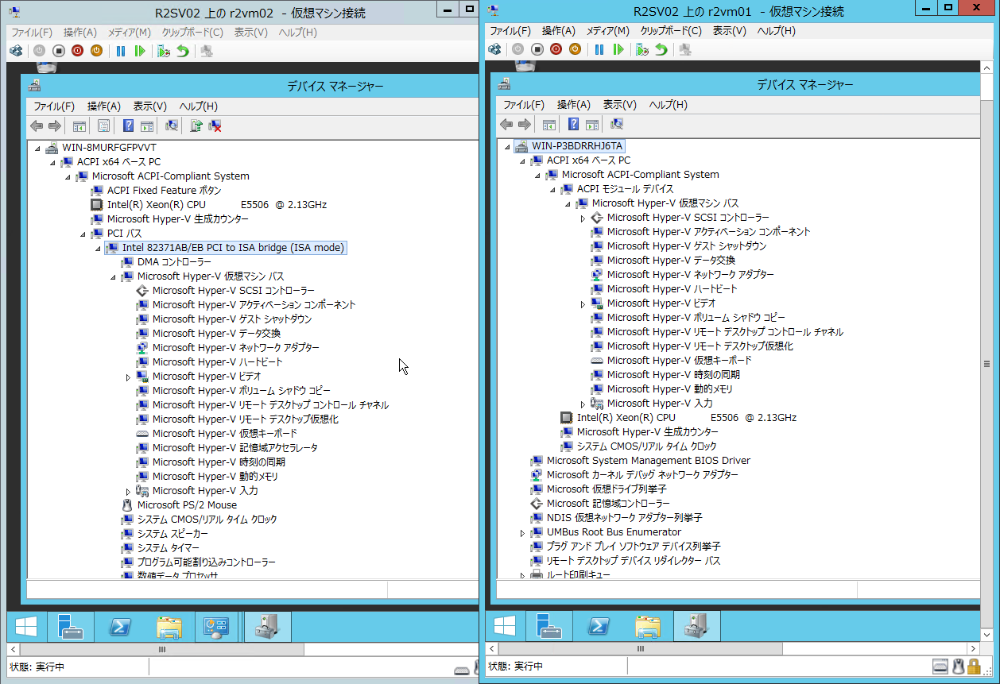 R2SV02 上の r2vm02 - 仮想マシン接続
ファイル(F) 操作(A) メディア(M) クリップボード(C) 表示(V) ヘルプ(H)
デバイス マネージャー
ファイル(F) 操作(A) 表示(V) ヘルプ(H)
WIN-8MURFGFPVVT
ACPI x64 ベース PC
Microsoft ACPI-Compliant System
ACPI Fixed Feature ボタン
Intel(R) Xeon(R) CPU E5506 @ 2.13GHz
Microsoft Hyper-V 生成カウンター
PCI バス
Intel 82371AB/EB PCI to ISA bridge (ISA mode)
DMA コントローラー
Microsoft Hyper-V 仮想マシン バス
Microsoft Hyper-V SCSI コントローラー
Microsoft Hyper-V アクティベーション コンポーネント
Microsoft Hyper-V ゲスト シャットダウン
Microsoft Hyper-V データ交換
Microsoft Hyper-V ネットワーク アダプター
Microsoft Hyper-V ハートビート
Microsoft Hyper-V ビデオ
Microsoft Hyper-V ボリューム シャドウ コピー
Microsoft Hyper-V リモート デスクトップ コントロール チャネル
Microsoft Hyper-V リモート デスクトップ仮想化
Microsoft Hyper-V 仮想キーボード
Microsoft Hyper-V 記憶域アクセラレータ
Microsoft Hyper-V 時刻の同期
Microsoft Hyper-V 動的メモリ
Microsoft Hyper-V 入力
Microsoft PS/2 Mouse
システム CMOS/リアル タイム クロック
システム スピーカー
システム タイマー
プログラム可能割り込みコントローラー
数値データ プロセッサ
状態: 実行中
R2SV02 上の r2vm01 - 仮想マシン接続
ファイル(F) 操作(A) メディア(M) クリップボード(C) 表示(V) ヘルプ(H)
デバイス マネージャー
ファイル(F) 操作(A) 表示(V) ヘルプ(H)
WIN-P3BDRRHJ6TA
ACPI x64 ベース PC
Microsoft ACPI-Compliant System
ACPI モジュール デバイス
Microsoft Hyper-V 仮想マシン バス
Microsoft Hyper-V SCSI コントローラー
Microsoft Hyper-V アクティベーション コンポーネント
Microsoft Hyper-V ゲスト シャットダウン
Microsoft Hyper-V データ交換
Microsoft Hyper-V ネットワーク アダプター
Microsoft Hyper-V ハートビート
Microsoft Hyper-V ビデオ
Microsoft Hyper-V ボリューム シャドウ コピー
Microsoft Hyper-V リモート デスクトップ コントロール チャネル
Microsoft Hyper-V リモート デスクトップ仮想化
Microsoft Hyper-V 仮想キーボード
Microsoft Hyper-V 時刻の同期
Microsoft Hyper-V 動的メモリ
Microsoft Hyper-V 入力
Intel(R) Xeon(R) CPU E5506 @ 2.13GHz
Microsoft Hyper-V 生成カウンター
システム CMOS/リアル タイム クロック
Microsoft System Management BIOS Driver
Microsoft カーネル デバッグ ネットワーク アダプター
Microsoft 仮想ドライブ列挙子
Microsoft 記憶域コントローラー
NDIS 仮想ネットワーク アダプター列挙子
UMBus Root Bus Enumerator
プラグ アンド プレイ ソフトウェア デバイス列挙子
リモート デスクトップ デバイス リダイレクター バス
ルート印刷キュー
状態: 実行中